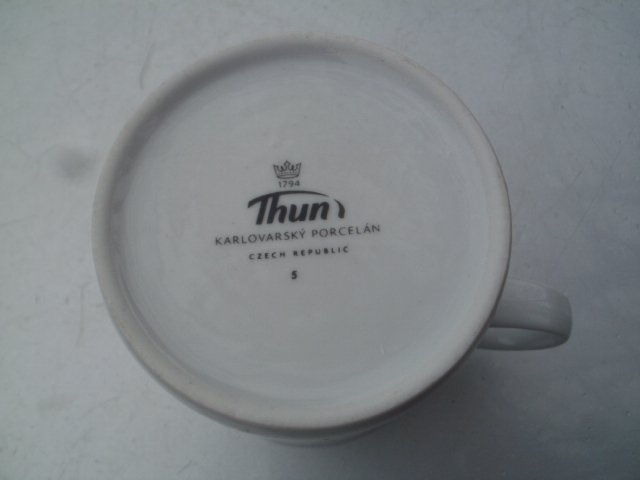 1794
Thun
KARLOVARSKÝ PORCELÁN
CZECH REPUBLIC
5